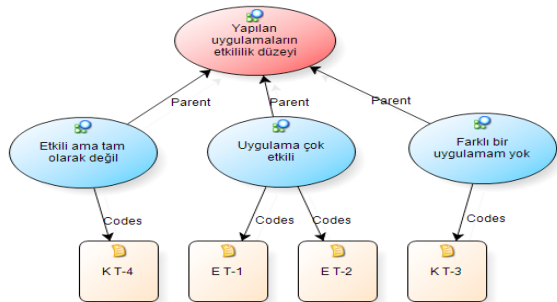 Yapılan
uygulamaların
etkililik düzeyi
Parent
Parent
Parent
Etkili ama tam
olarak değil
Uygulama çok
etkili
Farklı bir
uygulamam yok
Codes
Codes
Codes
Codes
K T-4
E T-1
E T-2
K T-3